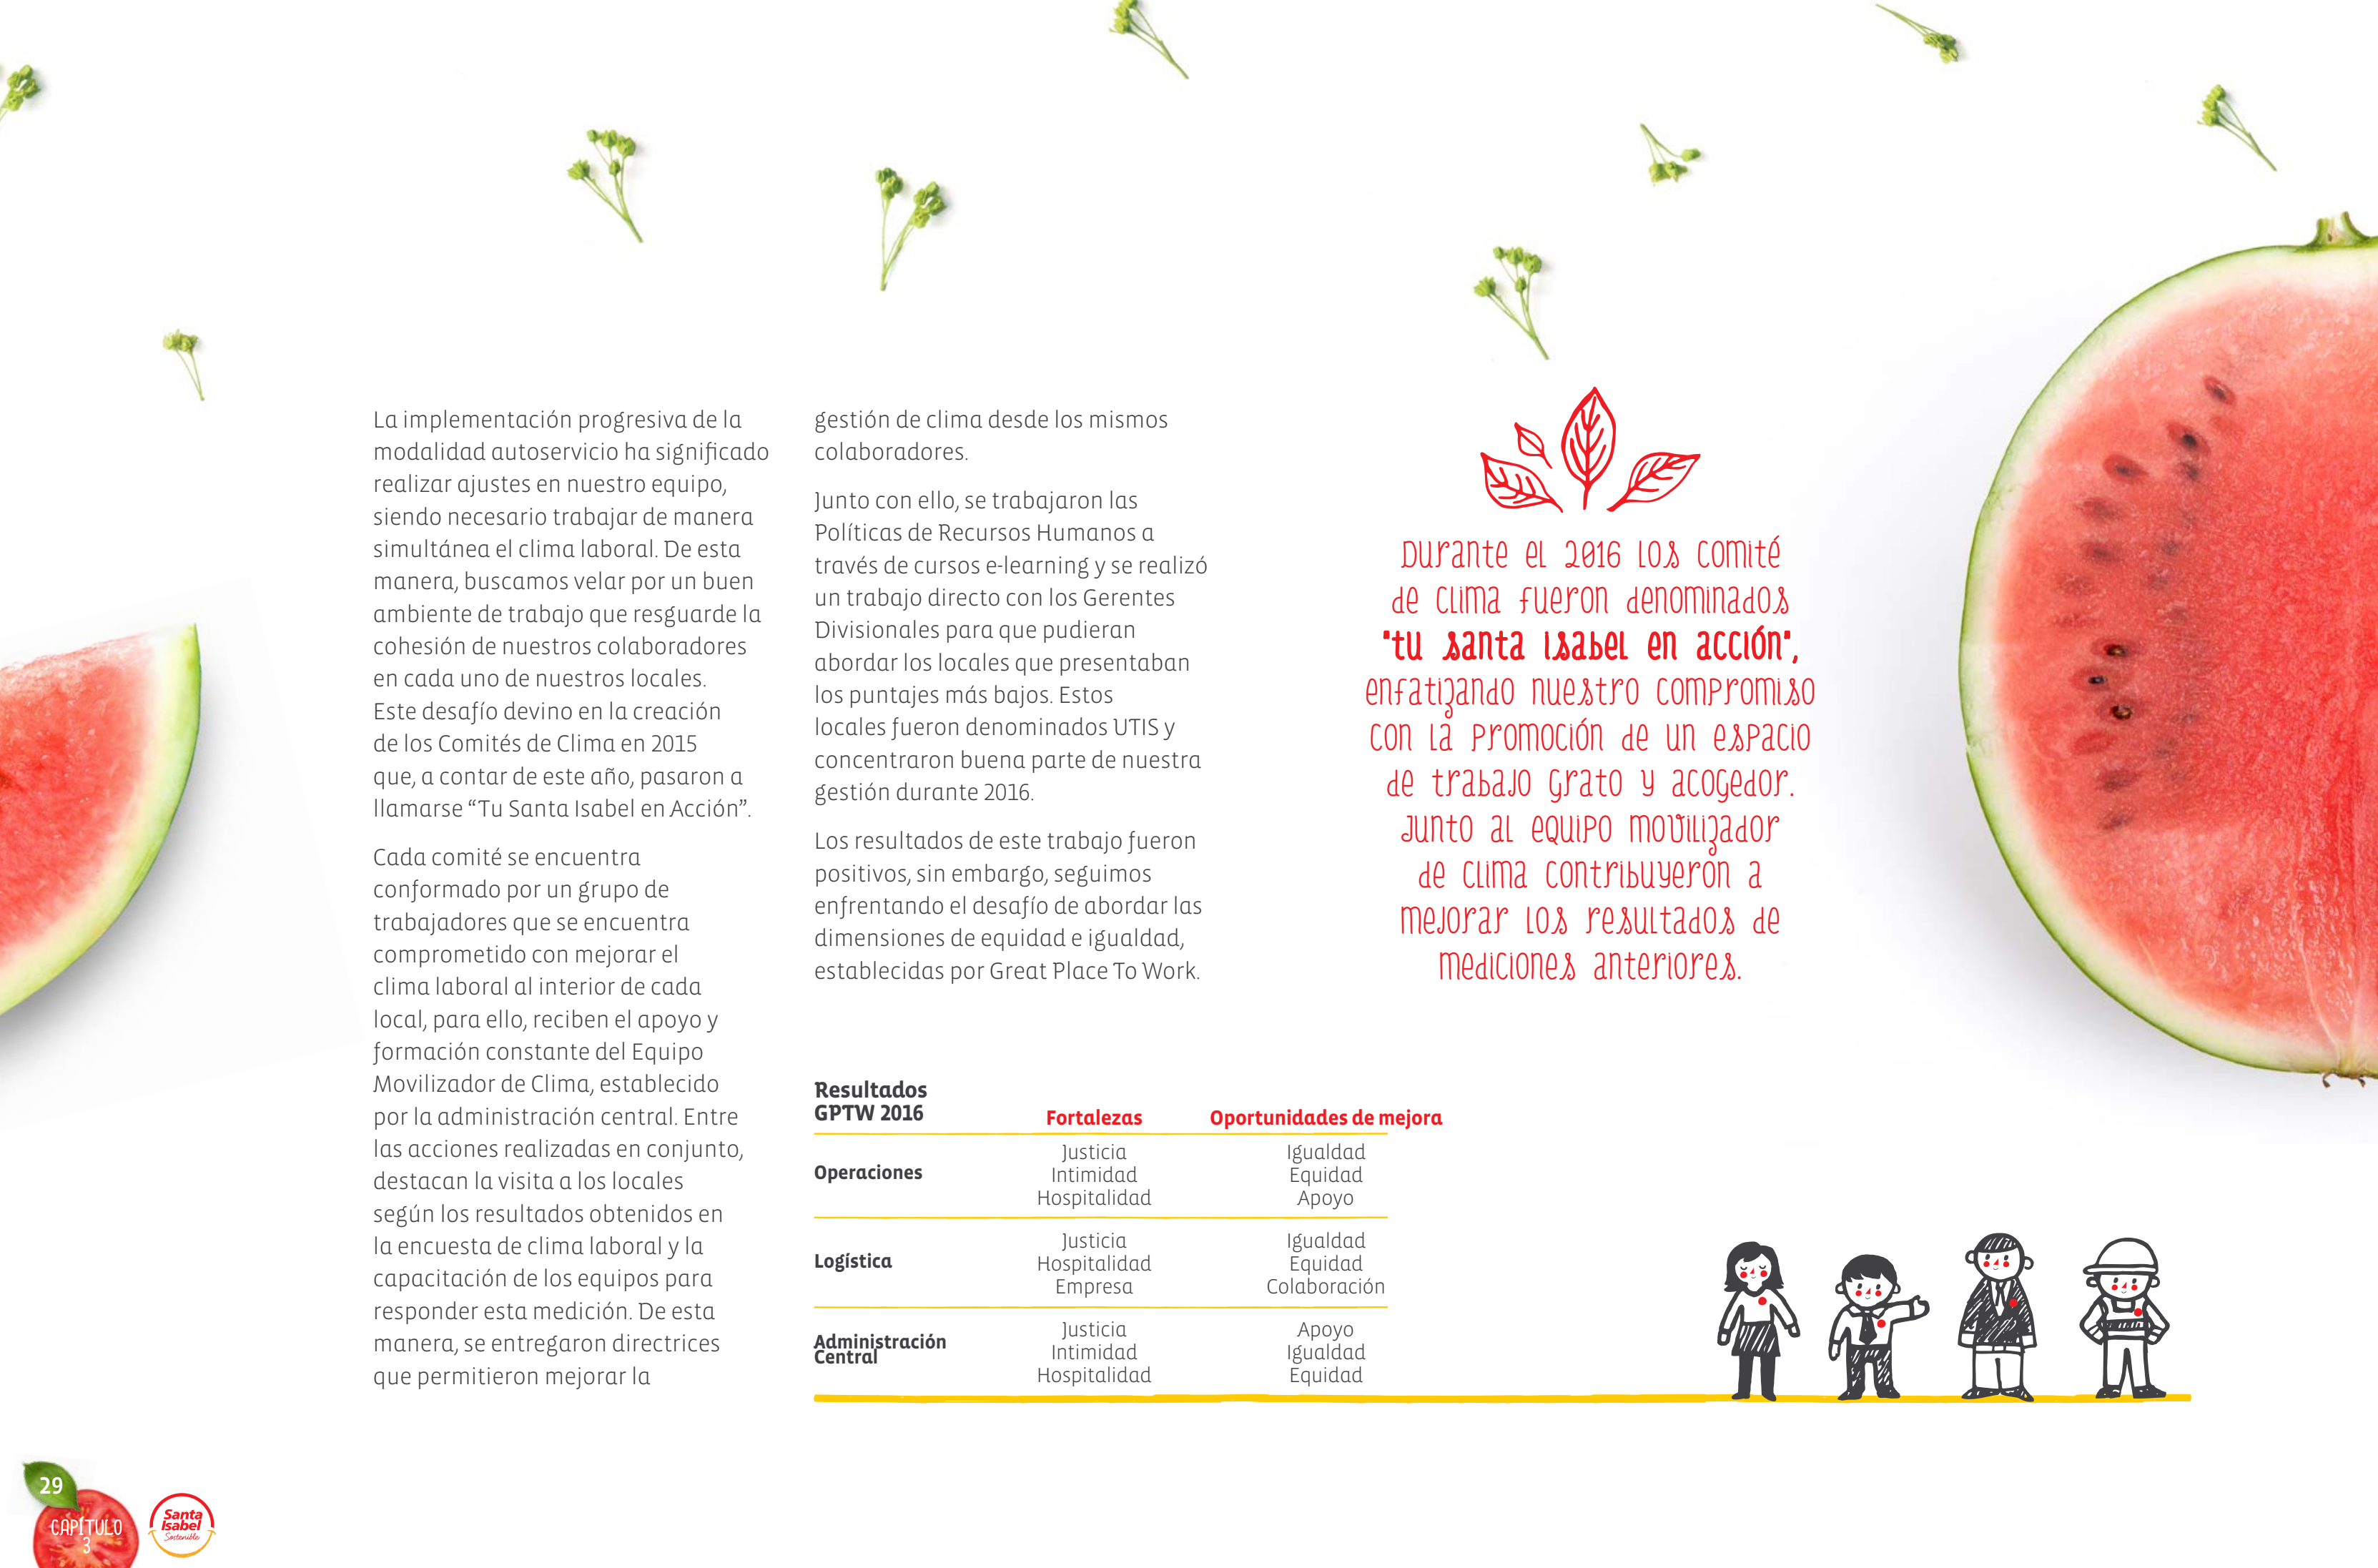 La implementación progresiva de la
modalidad autoservicio ha significado
realizar ajustes en nuestro equipo,
siendo necesario trabajar de manera
simultánea el clima laboral. De esta
manera, buscamos velar por un buen
ambiente de trabajo que resguarde la
cohesión de nuestros colaboradores
en cada uno de nuestros locales.
Este desafío devino en la creación
de los Comités de Clima en 2015
que, a contar de este año, pasaron a
llamarse “Tu Santa Isabel en Acción”.
Cada comité se encuentra
conformado por un grupo de
trabajadores que se encuentra
comprometido con mejorar el
clima laboral al interior de cada
local, para ello, reciben el apoyo y
formación constante del Equipo
Movilizador de Clima, establecido
por la administración central. Entre
las acciones realizadas en conjunto,
destacan la visita a los locales
según los resultados obtenidos en
la encuesta de clima laboral y la
capacitación de los equipos para
responder esta medición. De esta
manera, se entregaron directrices
que permitieron mejorar la
gestión de clima desde los mismos
colaboradores.
Junto con ello, se trabajaron las
Políticas de Recursos Humanos a
través de cursos e-learning y se realizó
un trabajo directo con los Gerentes
Divisionales para que pudieran
abordar los locales que presentaban
los puntajes más bajos. Estos
locales fueron denominados UTIS y
concentraron buena parte de nuestra
gestión durante 2016.
Los resultados de este trabajo fueron
positivos, sin embargo, seguimos
enfrentando el desafío de abordar las
dimensiones de equidad e igualdad,
establecidas por Great Place To Work.
Durante el 2016 los comité
de clima fueron denominados
"tu santa isabel en acción",
enfatizando nuestro compromiso
con la promoción de un espacio
de trabajo grato y acogedor.
Junto al equipo movilizador
de clima contribuyerón a
mejorar los resultados de
mediciones anteriores.
Resultados
GPTW 2016
Fortalezas
Oportunidades de mejora
Operaciones
Justicia
Intimidad
Hospitalidad
Igualdad
Equidad
Apoyo
Logística
Justicia
Hospitalidad
Empresa
Igualdad
Equidad
Colaboración
Administración
Central
Justicia
Intimidad
Hospitalidad
Apoyo
Igualdad
Equidad
29
CAPÍTULO
3
Santa
Isabel
Sostenible